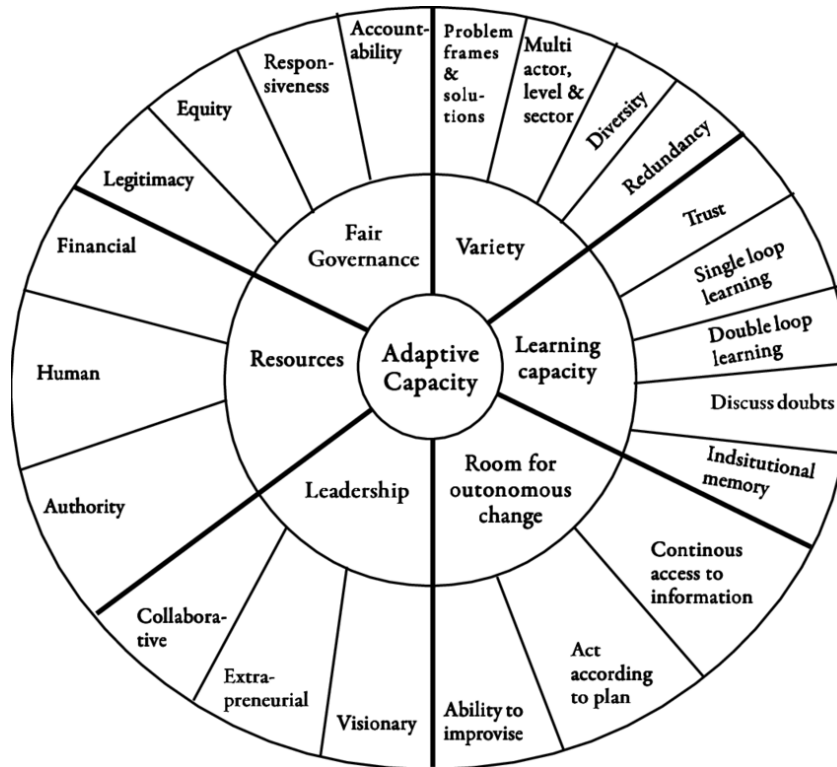 Account-
ability
Problem
frames
&
solu-
tions
Multi
actor,
level &
sector
Diversity
Redundancy
Respon-
siveness
Equity
Legitimacy
Trust
Single loop
learning
Double loop
learning
Discuss doubts
Indsitutional
memory
Continous
access to
information
Act
according
to plan
Ability to
improvise
Visionary
Extra-
preneurial
Collabora-
tive
Authority
Human
Financial
Fair
Governance
Variety
Learning
capacity
Room for
outonomous
change
Leadership
Resources
Adaptive
Capacity